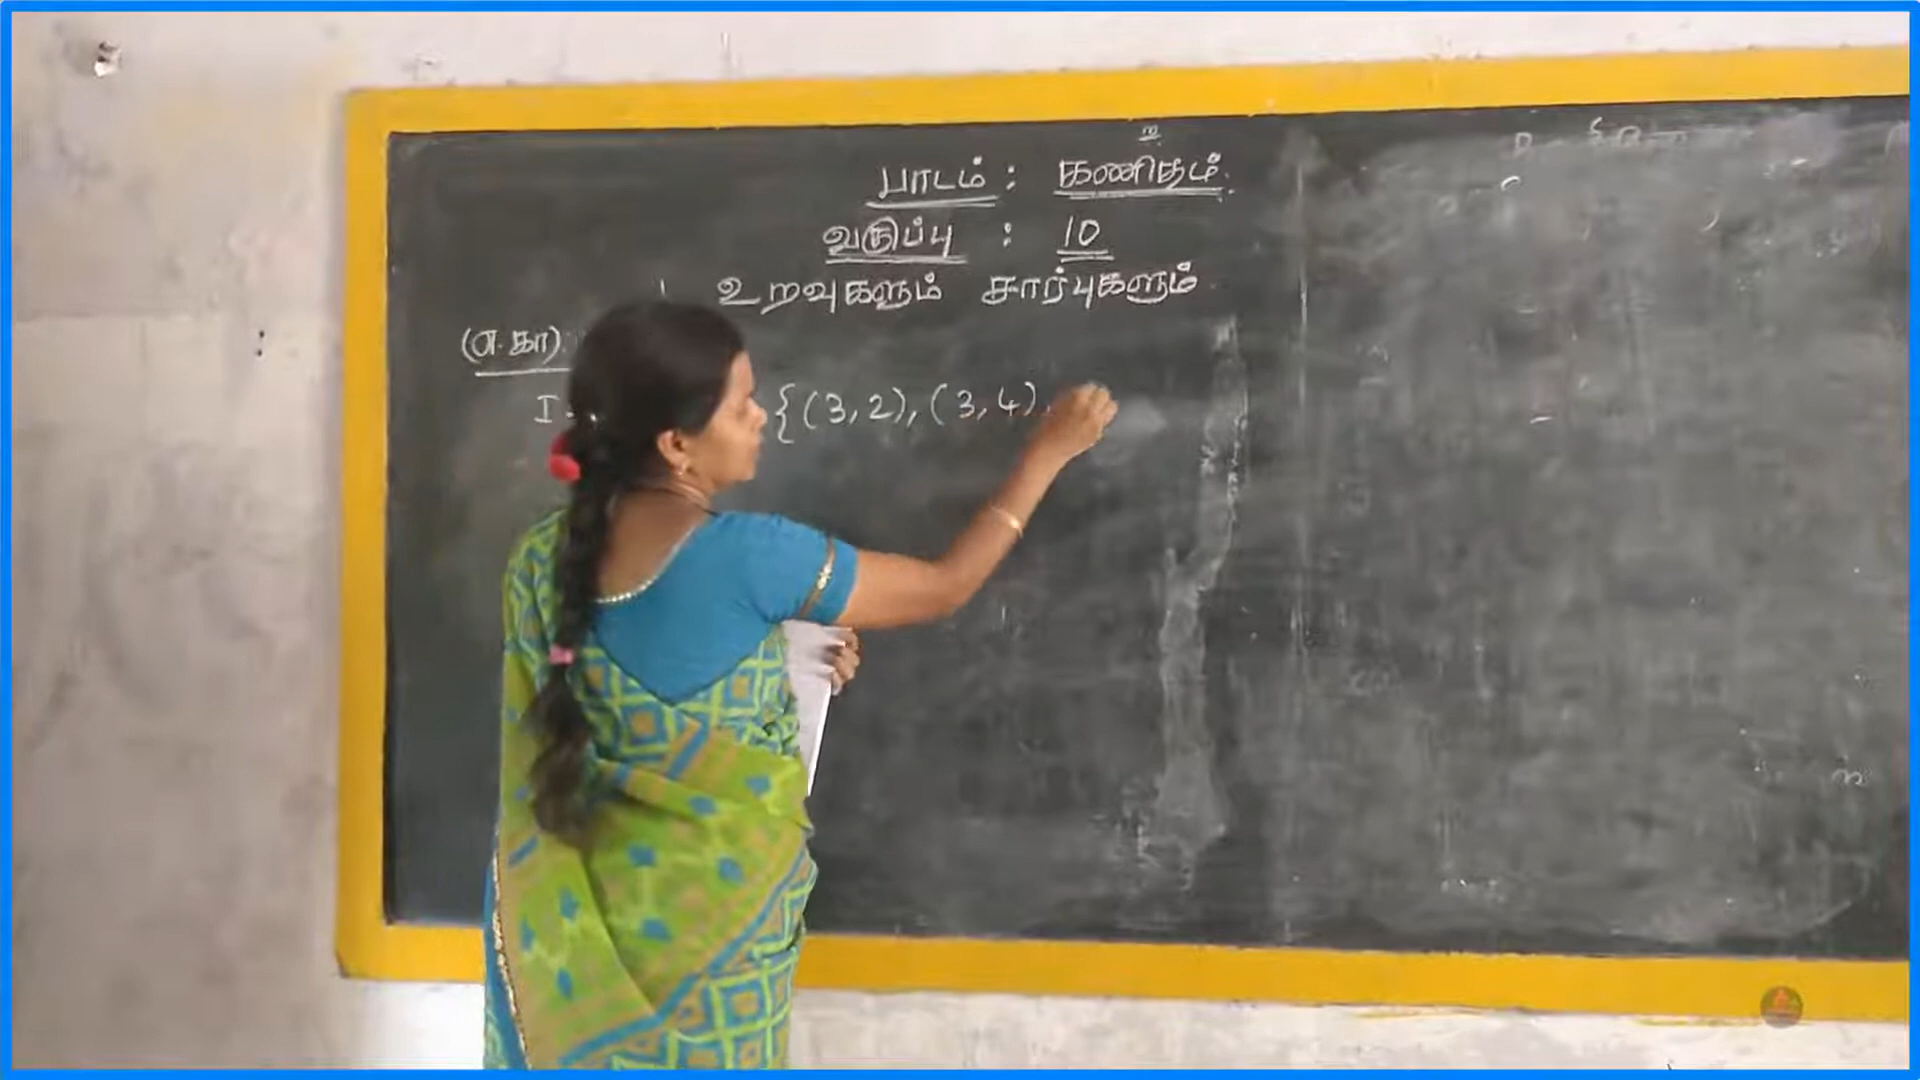 பாடம் : கணிதம்.
வகுப்பு : 10
உறவுகளும் சார்புகளும்
(எ.கா)
I. {(3,2), (3,4),